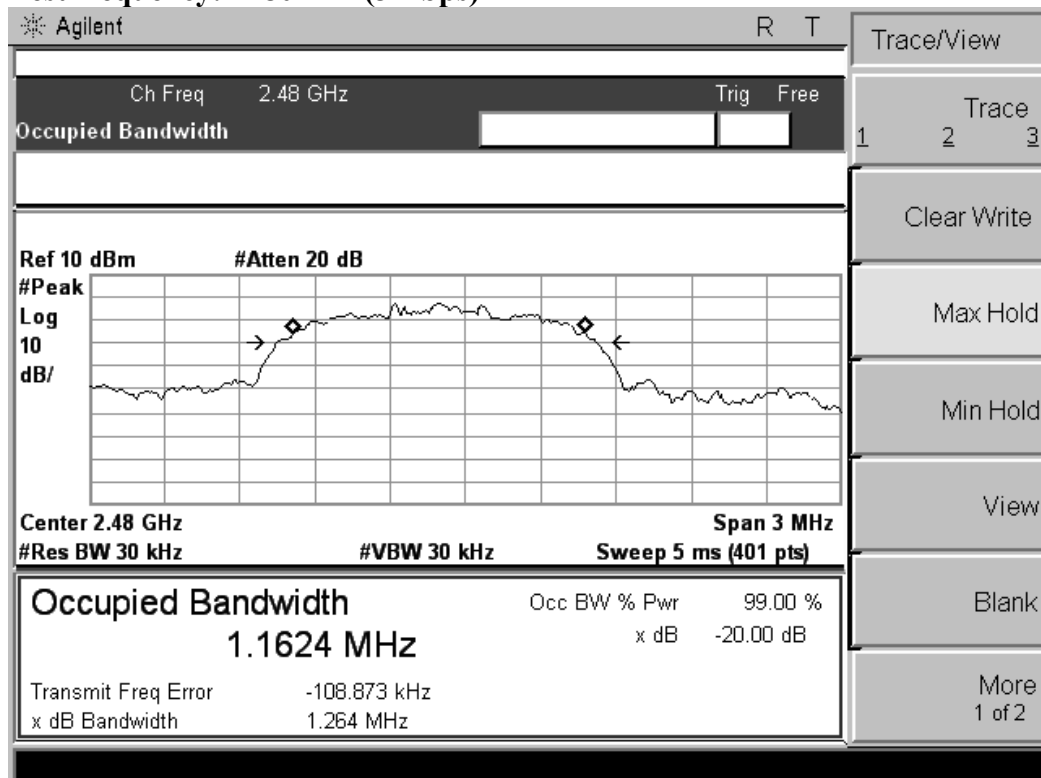 Agilent R T
Trace/View
Ch Freq 2.48 GHz Trig Free
Occupied Bandwidth
Trace
1 2 3
Clear Write
Ref 10 dBm #Atten 20 dB
#Peak
Log
10
dB/
Max Hold
Min Hold
View
Center 2.48 GHz Span 3 MHz
#Res BW 30 kHz #VBW 30 kHz Sweep 5 ms (401 pts)
Occupied Bandwidth
1.1624 MHz
Occ BW % Pwr 99.00 %
x dB -20.00 dB
Transmit Freq Error -108.873 kHz
x dB Bandwidth 1.264 MHz
Blank
More
1 of 2